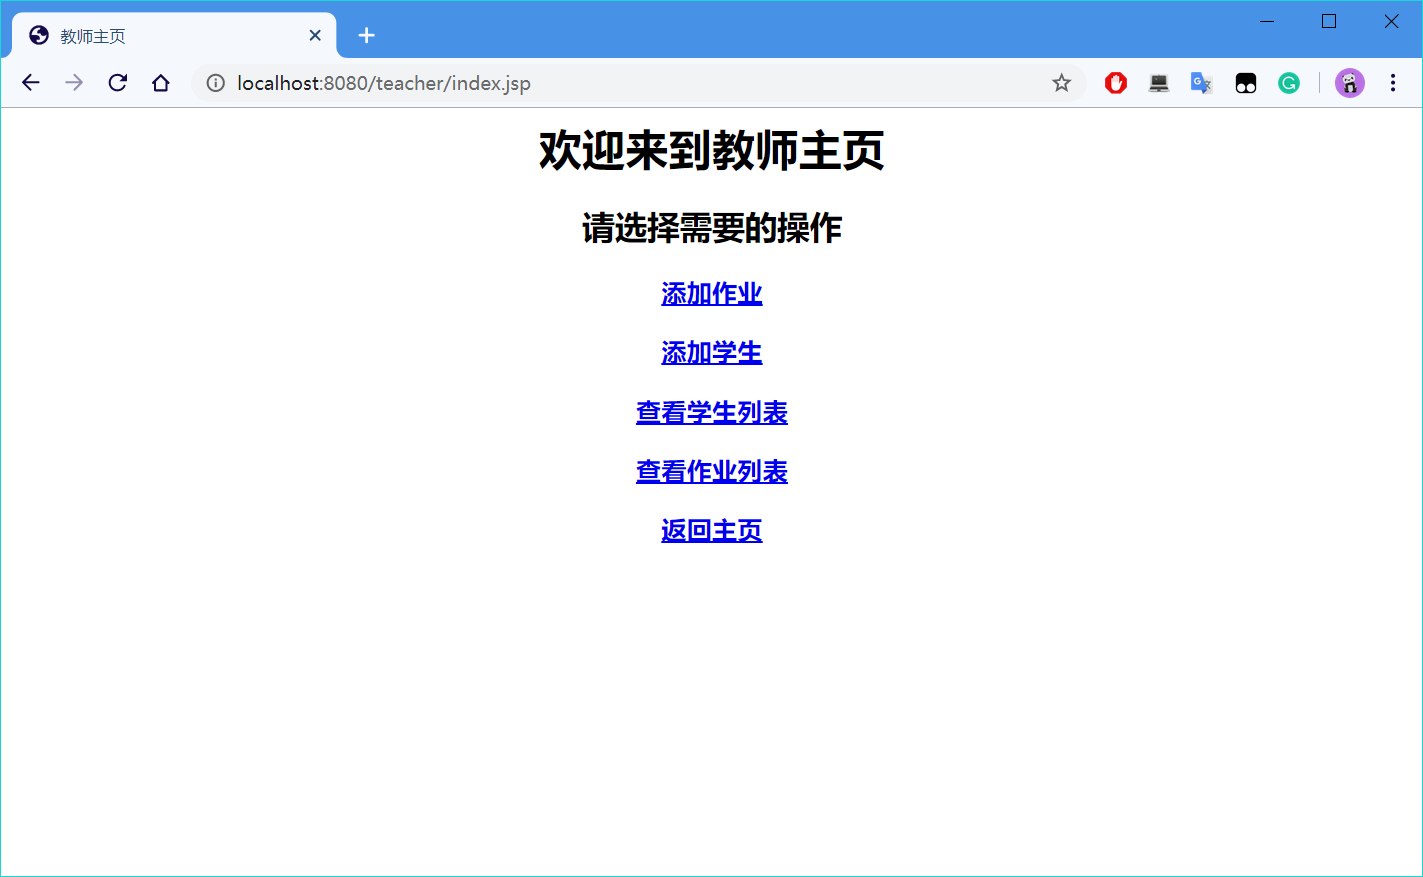 教师主页
localhost:8080/teacher/index.jsp
欢迎来到教师主页
请选择需要的操作
添加作业
添加学生
查看学生列表
查看作业列表
返回主页